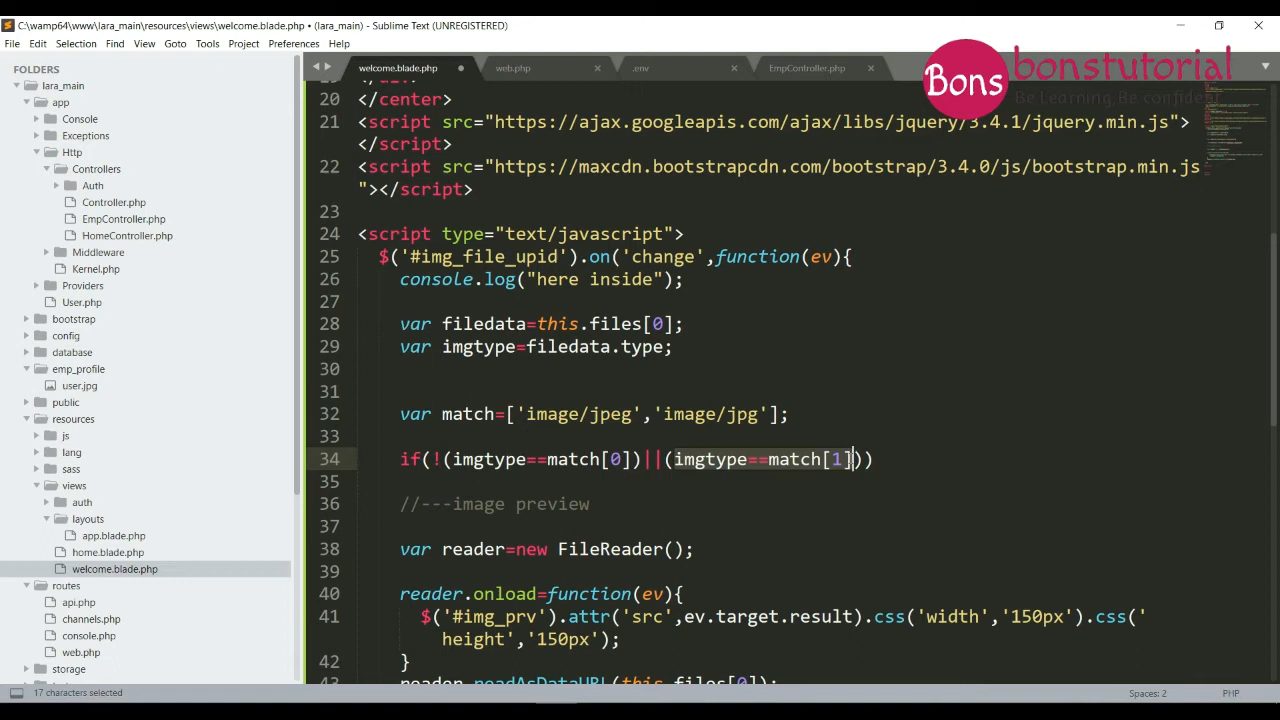 C:\wamp64\www\lara_main\resources\views\welcome.blade.php • (lara_main) - Sublime Text (UNREGISTERED)
File Edit Selection Find View Goto Tools Project Preferences Help
Bons bonstutorial
Be Learning,Be confident
FOLDERS
lara_main
app
Console
Exceptions
Http
Controllers
Auth
Controller.php
EmpController.php
HomeController.php
Middleware
Kernel.php
Providers
User.php
bootstrap
config
database
emp_profile
user.jpg
public
resources
js
lang
sass
views
auth
layouts
app.blade.php
home.blade.php
welcome.blade.php
routes
api.php
channels.php
console.php
web.php
storage
welcome.blade.php web.php .env EmpController.php
20 </center>
21 <script src="https://ajax.googleapis.com/ajax/libs/jquery/3.4.1/jquery.min.js">
</script>
22 <script src="https://maxcdn.bootstrapcdn.com/bootstrap/3.4.0/js/bootstrap.min.js
"></script>
23
24 <script type="text/javascript">
25 $('#img_file_upid').on('change',function(ev){
26 console.log("here inside");
27
28 var filedata=this.files[0];
29 var imgtype=filedata.type;
30
31
32 var match=['image/jpeg','image/jpg'];
33
34 if(!(imgtype==match[0])||(imgtype==match[1]))
35
36 //---image preview
37
38 var reader=new FileReader();
39
40 reader.onload=function(ev){
41 $('#img_prv').attr('src',ev.target.result).css('width','150px').css('
height','150px');
42 }
43 reader.readAsDataURL(this.files[0]);
17 characters selected Spaces: 2 PHP